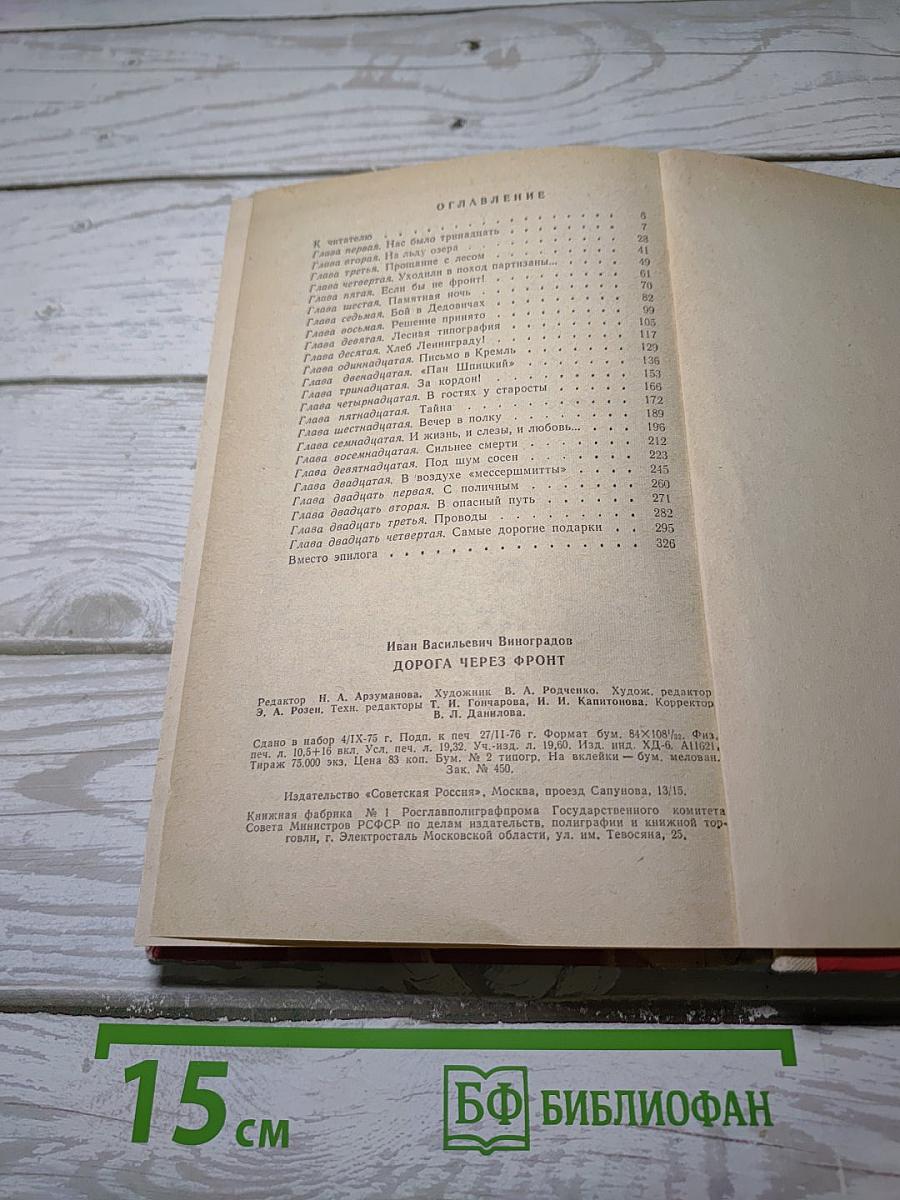 ОГЛАВЛЕНИЕ
К читателю . . . . . . . . . . . . . . 6
Глава первая. Нас было тринадцать . . . . . . 7
Глава вторая. На льду озера . . . . . . . . 28
Глава третья. Прощание с лесом . . . . . . . 41
Глава четвертая. Уходили в поход партизаны... . . . 49
Глава пятая. Если бы не фронт! . . . . . . . 61
Глава шестая. Памятная ночь . . . . . . . . 70
Глава седьмая. Бой в Дедовичах . . . . . . . 82
Глава восьмая. Решение принято . . . . . . . 99
Глава девятая. Лесная типография . . . . . . 105
Глава десятая. Хлеб Ленинграду! . . . . . . . 117
Глава одиннадцатая. Письмо в Кремль . . . . . . 129
Глава двенадцатая. «Пан Шпицкий» . . . . . . 136
Глава тринадцатая. За кордон! . . . . . . . 153
Глава четырнадцатая. В гостях у старосты . . . . . 166
Глава пятнадцатая. Тайна . . . . . . . . . 172
Глава шестнадцатая. Вечер в полку . . . . . . 189
Глава семнадцатая. И жизнь, и слезы, и любовь... . . . 196
Глава восемнадцатая. Сильнее смерти . . . . . . 212
Глава девятнадцатая. Под шум сосен . . . . . . 223
Глава двадцатая. В воздухе «мессершмитты» . . . . . 245
Глава двадцать первая. С поличным . . . . . . 260
Глава двадцать вторая. В опасный путь . . . . . 271
Глава двадцать третья. Проводы . . . . . . . 282
Глава двадцать четвертая. Самые дорогие подарки . . 295
Вместо эпилога . . . . . . . . . . . . . 326
Иван Васильевич Виноградов
ДОРОГА ЧЕРЕЗ ФРОНТ
Редактор Н. А. Арзуманова. Художник В. А. Родченко. Худож. редактор
Э. А. Розен. Техн. редакторы Т. И. Гончарова, И. И. Капитонова. Корректор
В. Л. Данилова.
Сдано в набор 4/IX-75 г. Подп. к печ 27/II-76 г. Формат бум. 84×108¹/₃₂. Физ.
печ. л. 10,5+16 вкл. Усл. печ. л. 19,32. Уч.-изд. л. 19,60. Изд. инд. ХД-6. А11621.
Тираж 75.000 экз. Цена 83 коп. Бум. № 2 типогр. На вклейки — бум. мелован.
Зак. № 450.
Издательство «Советская Россия», Москва, проезд Сапунова, 13/15.
Книжная фабрика № 1 Росглавполиграфпрома Государственного комитета
Совета Министров РСФСР по делам издательств, полиграфии и книжной тор-
говли, г. Электросталь Московской области, ул. им. Тевосяна, 25.
15 см
БФ БИБЛИОФАН